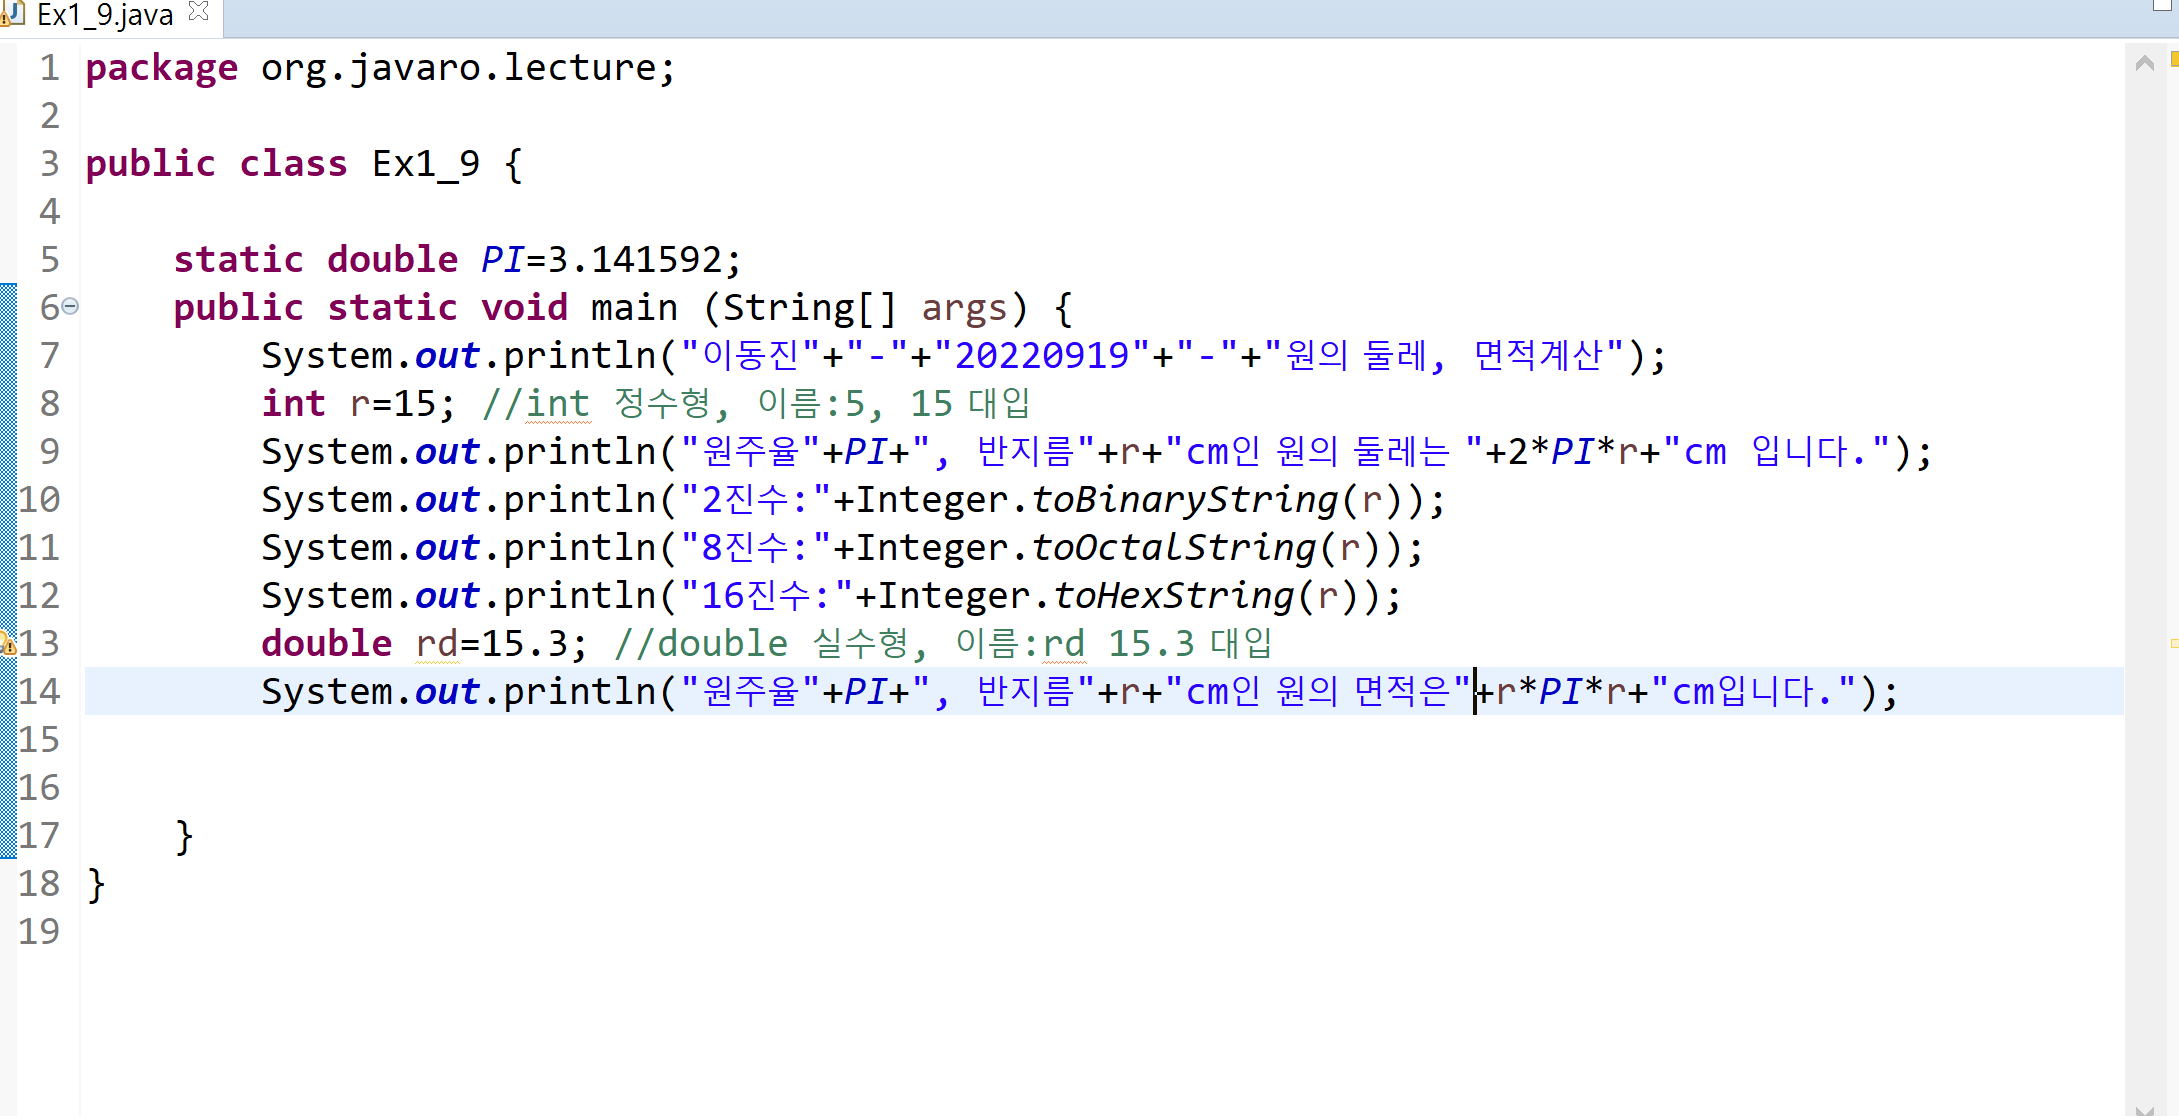 Ex1_9.java
1 package org.javaro.lecture;
2
3 public class Ex1_9 {
4
5     static double PI=3.141592;
6     public static void main (String[] args) {
7         System.out.println("이동진"+"-"+"20220919"+"-"+"원의 둘레, 면적계산");
8         int r=15; //int 정수형, 이름:5, 15 대입
9         System.out.println("원주율"+PI+", 반지름"+r+"cm인 원의 둘레는 "+2*PI*r+"cm 입니다.");
10         System.out.println("2진수:"+Integer.toBinaryString(r));
11         System.out.println("8진수:"+Integer.toOctalString(r));
12         System.out.println("16진수:"+Integer.toHexString(r));
13         double rd=15.3; //double 실수형, 이름:rd 15.3 대입
14         System.out.println("원주율"+PI+", 반지름"+r+"cm인 원의 면적은"+r*PI*r+"cm입니다.");
15
16
17     }
18 }
19